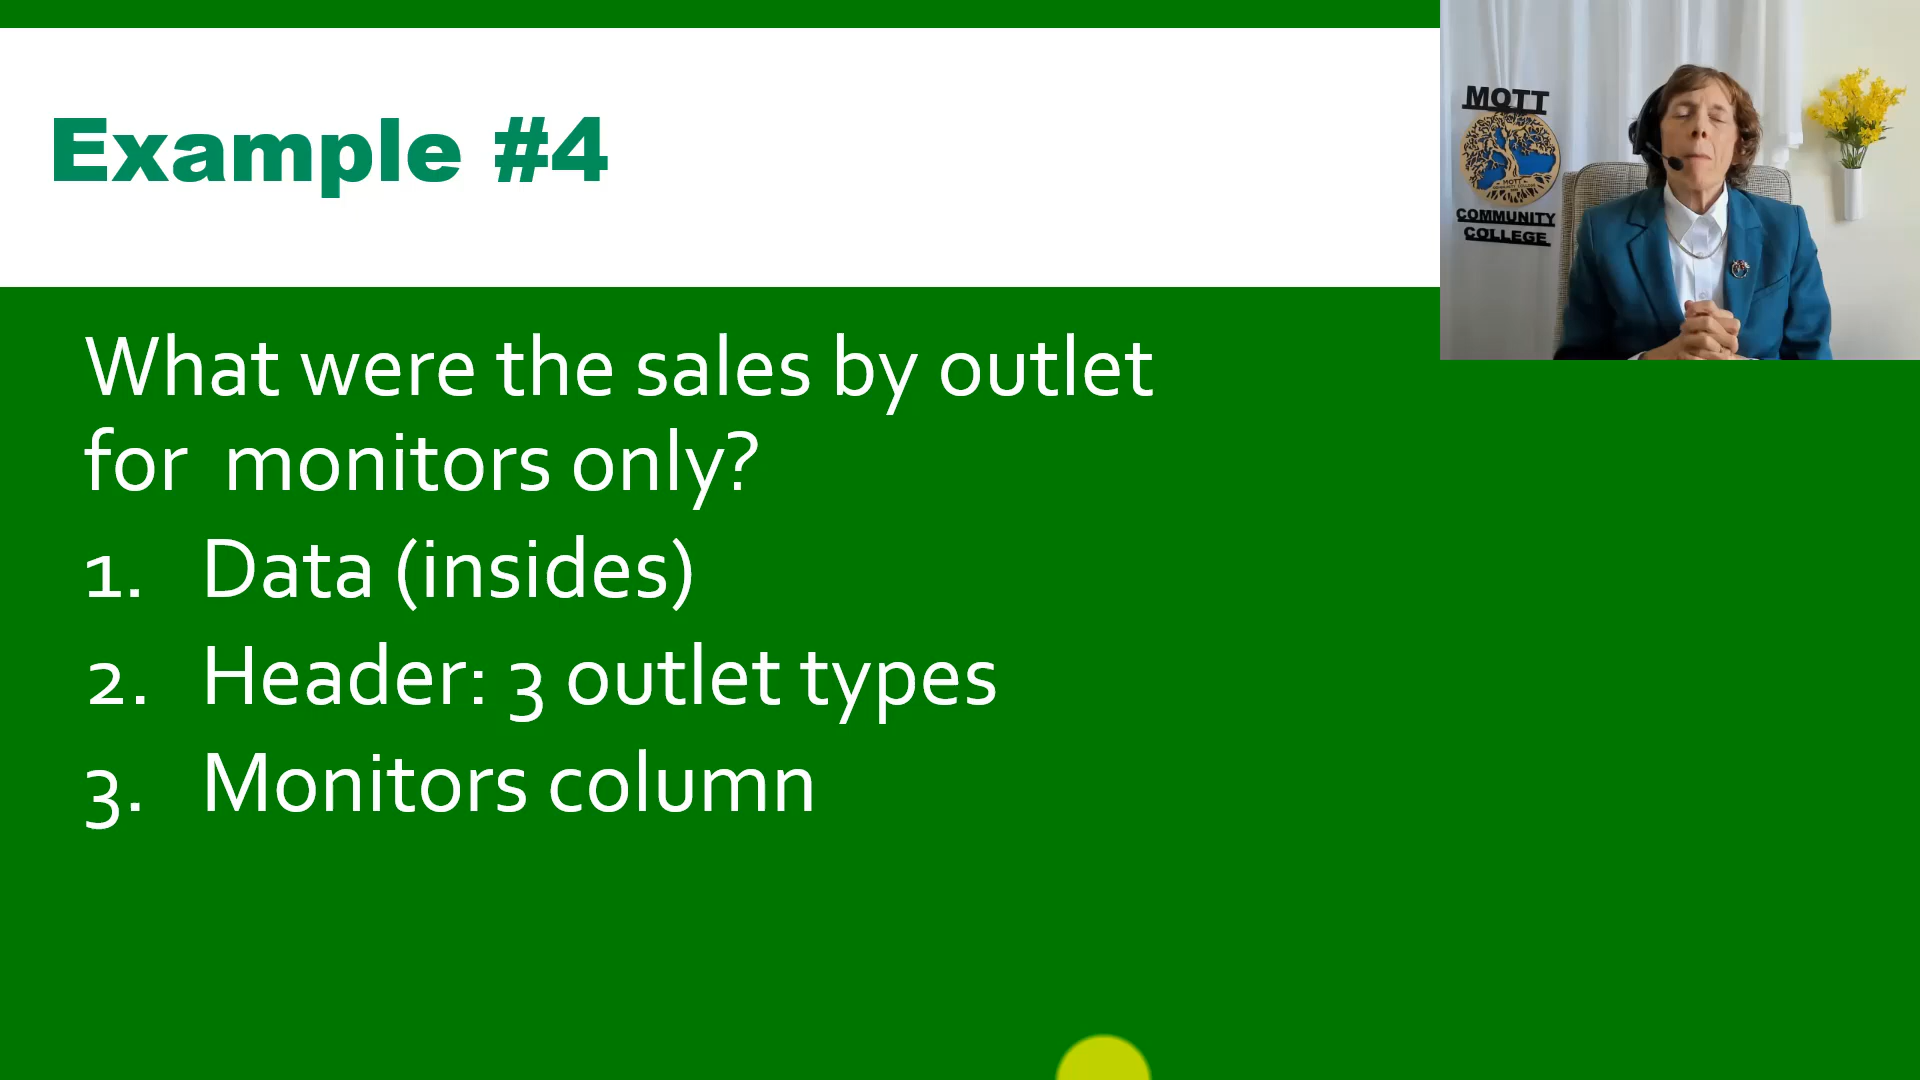 Example #4
MOTT
MOTT
COMMUNITY
COLLEGE
What were the sales by outlet
for  monitors only?
1. Data (insides)
2. Header: 3 outlet types
3. Monitors column